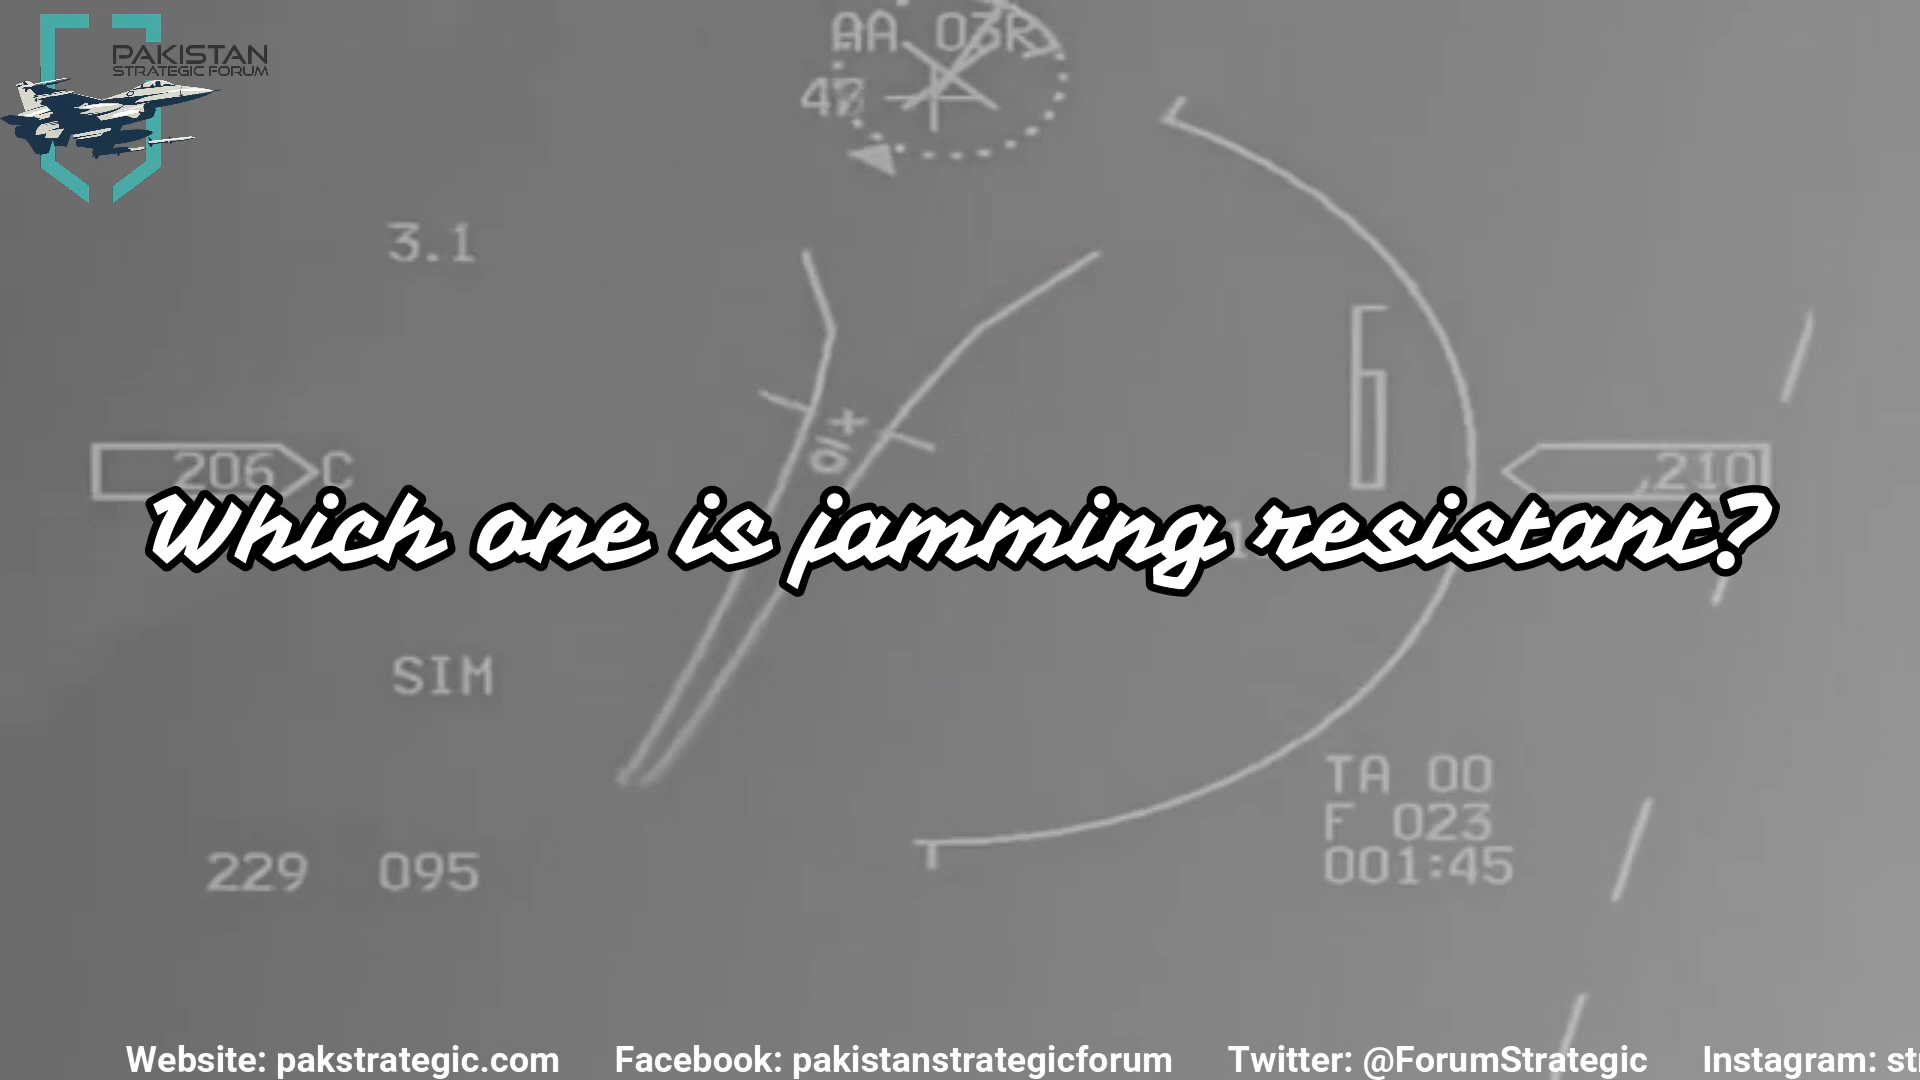 AA 03R
PAKISTAN
STRATEGIC FORUM
3.1
206 C
,210
Which one is jamming resistant?
SIM
TA 00
F 023
001:45
229 095
Website: pakstrategic.com Facebook: pakistanstrategicforum Twitter: @ForumStrategic Instagram: